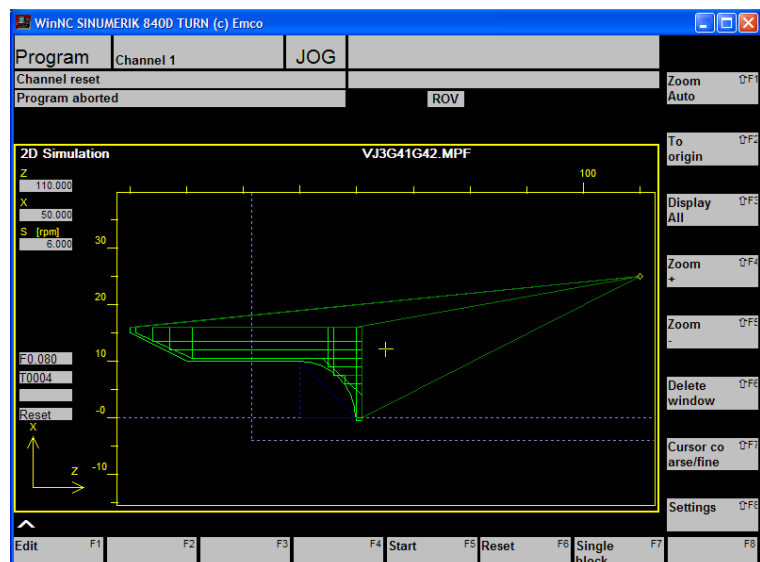 WinNC SINUMERIK 840D TURN (c) Emco
Program
Channel 1
JOG
Channel reset
Program aborted
ROV
2D Simulation
VJ3G41G42.MPF
Z
110.000
X
50.000
S [rpm]
6.000
100
30
20
10
-0
-10
F0.080
T0004
Reset
X
Z
Zoom Auto ⇧F1
To origin ⇧F2
Display All ⇧F3
Zoom + ⇧F4
Zoom - ⇧F5
Delete window ⇧F6
Cursor co arse/fine ⇧F7
Settings ⇧F8
Edit F1
F2
F3
F4
Start F5
Reset F6
Single block F7
F8